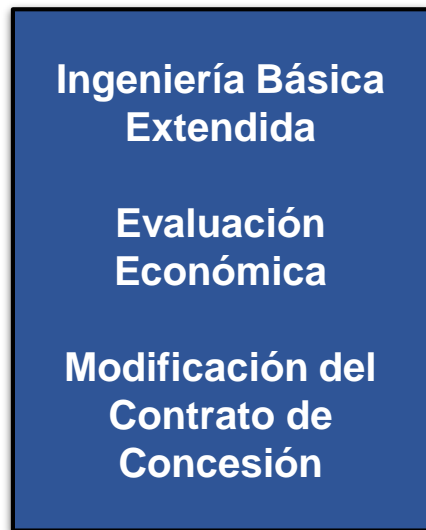 Ingeniería Básica
Extendida
Evaluación
Económica
Modificación del
Contrato de
Concesión